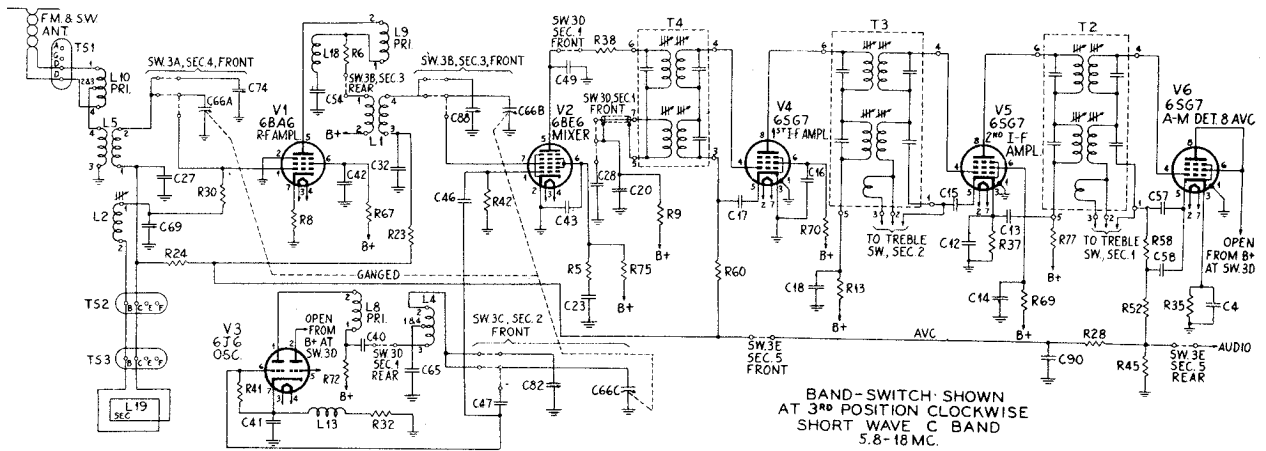 F.M. & SW.
ANT.
TS1
L10
PRI.
L5
SW. 3A, SEC. 4, FRONT
C74
C66A
L18
R6
L9
PRI.
SW. 3B, SEC. 3
REAR
C54
B+
L1
V1
6BA6
R-F AMPL.
SW. 3B, SEC. 3, FRONT
C88
C66B
SW. 3D
SEC. 1
FRONT
R38
C49
V2
6BE6
MIXER
SW. 3D, SEC. 1
FRONT
T4
V4
6SG7
1ST I-F AMPL.
T3
V5
6SG7
2ND
I-F
AMPL.
T2
V6
6SG7
A-M DET. & AVC
C27
R30
C42
C32
C46
R42
C43
C28
C20
R9
C17
C16
C15
C13
C57
L2
C69
R24
R8
R67
B+
R23
R5
R75
C23
B+
B+
R60
R70
B+
C18
R13
B+
TO TREBLE
SW, SEC. 2
C12
R37
C14
R69
B+
R77
B+
TO TREBLE
SW, SEC. 1
R58
C58
R52
R35
C4
OPEN
FROM B+
AT SW. 3D
GANGED
TS2
B C E F
TS3
B C E F
L19
SEC
V3
6J6
OSC.
OPEN
FROM
B+ AT
SW. 3D
L8
PRI.
C40
L4
1&4
SW. 3D
SEC. 1
REAR
R72
B+
C65
SW. 3C, SEC. 2
FRONT
C82
C66C
C47
R41
C41
L13
R32
SW. 3E
SEC. 5
FRONT
AVC
C90
R28
R45
SW. 3E
SEC. 5
REAR
AUDIO
BAND-SWITCH SHOWN
AT 3RD POSITION CLOCKWISE
SHORT WAVE C BAND
5.8-18 MC.